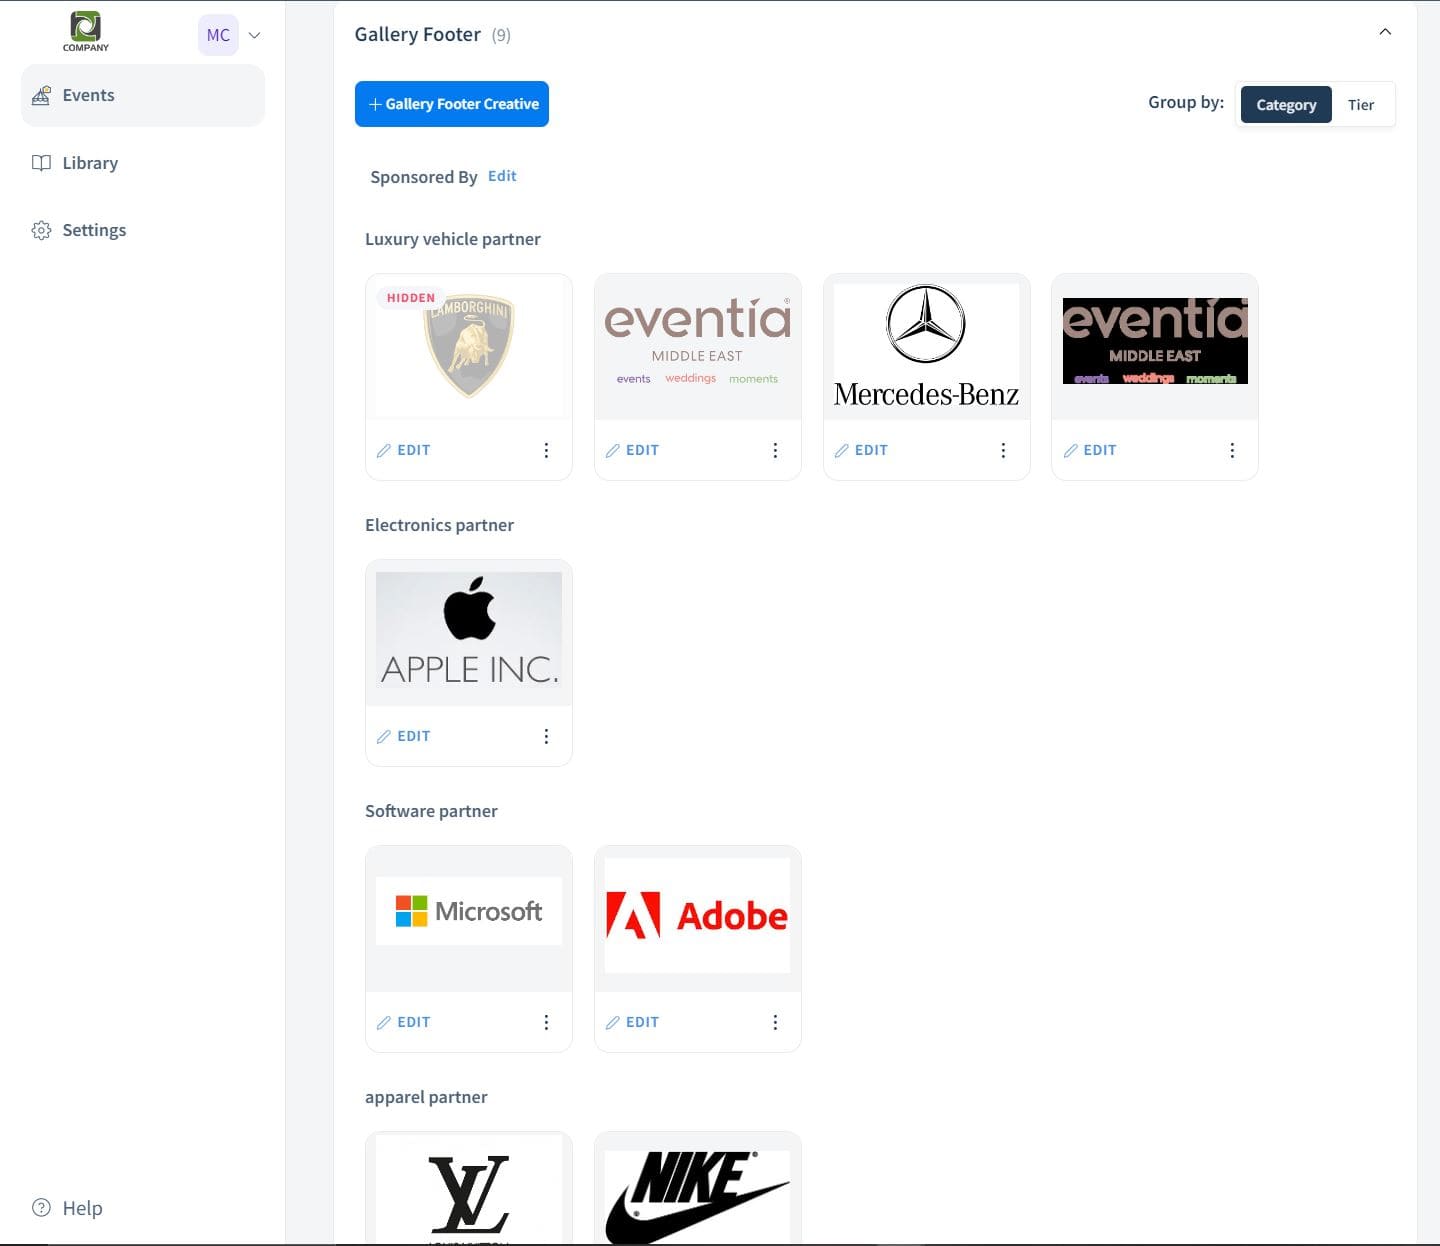 COMPANY
MC
Events
Library
Settings
Help
Gallery Footer (9)
+ Gallery Footer Creative
Group by: Category Tier
Sponsored By Edit
Luxury vehicle partner
HIDDEN
LAMBORGHINI
eventía®
MIDDLE EAST
events weddings moments
Mercedes-Benz
eventía
MIDDLE EAST
events weddings moments
EDIT EDIT EDIT EDIT
Electronics partner
APPLE INC.
EDIT
Software partner
Microsoft
Adobe
EDIT EDIT
apparel partner
LV
NIKE®